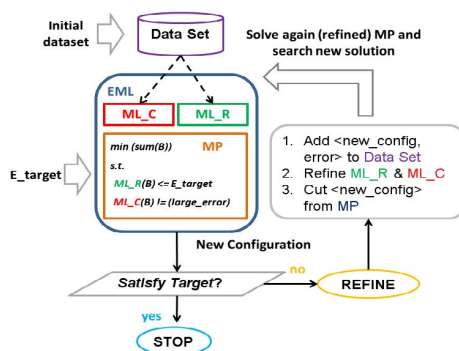 Initial
dataset
Data Set
Solve again (refined) MP and
search new solution
EML
ML_C
ML_R
min (sum(B))
MP
s.t.
ML_R(B) <= E_target
ML_C(B) != (large_error)
E_target
1. Add <new_config,
error> to Data Set
2. Refine ML_R & ML_C
3. Cut <new_config>
from MP
New Configuration
Satisfy Target?
no
REFINE
yes
STOP